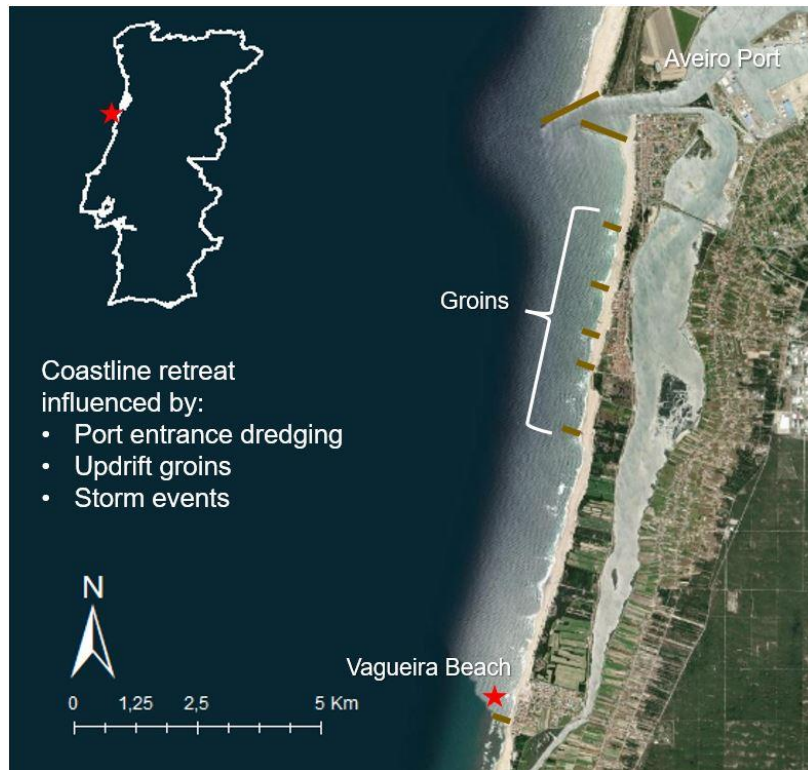 Aveiro Port
Groins
Coastline retreat
influenced by:
• Port entrance dredging
• Updrift groins
• Storm events
N
Vagueira Beach
0 1,25 2,5 5 Km